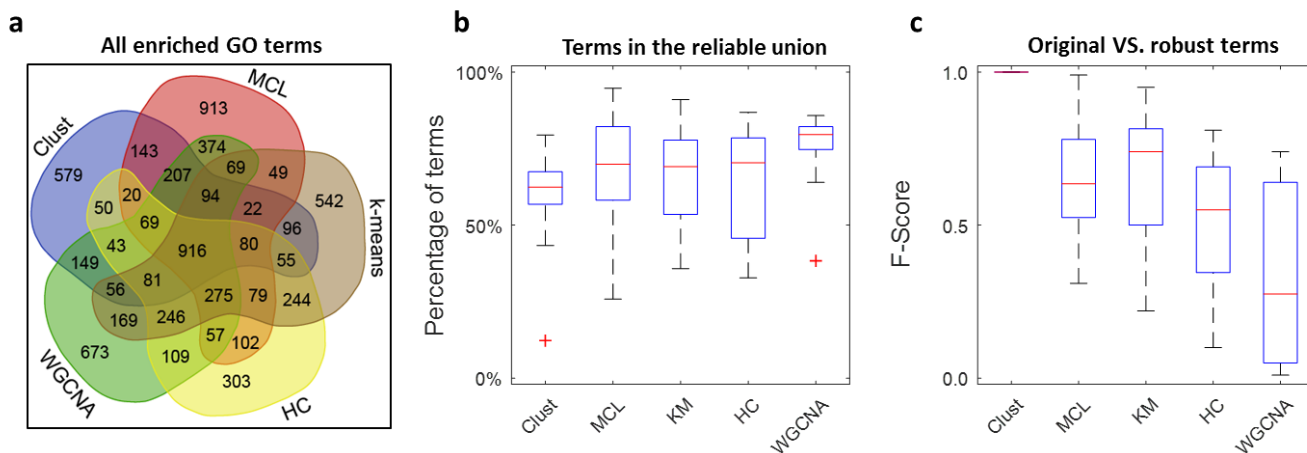 a
All enriched GO terms
MCL
Clust
k-means
WGCNA
HC
913
579
143
374
69
49
542
207
50
20
94
22
96
69
43
916
80
55
149
81
56
275
79
244
169
246
57
102
673
109
303
b
Terms in the reliable union
Percentage of terms
100%
50%
0%
Clust
MCL
KM
HC
WGCNA
c
Original VS. robust terms
F-Score
1.0
0.5
0.0
Clust
MCL
KM
HC
WGCNA